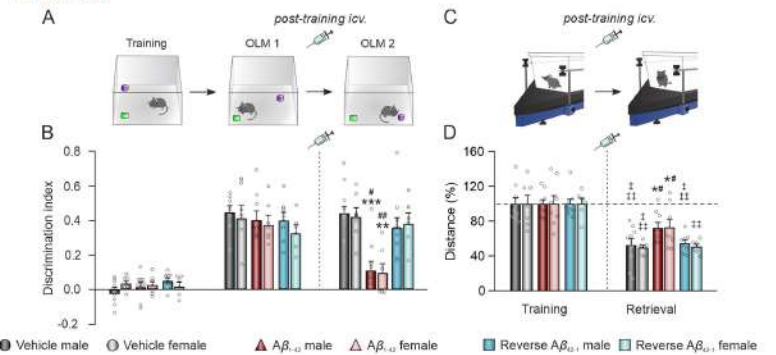 A
post-training icv.
C
post-training icv.
Training
OLM 1
OLM 2
B
D
0.8
0.6
0.4
0.2
0.0
-0.2
Discrimination index
#
***
##
**
160
120
80
40
0
Distance (%)
‡
‡‡
‡
‡‡
*#
*#
‡
‡‡
‡‡
Training
Retrieval
Vehicle male
Vehicle female
Aβ₁₋₄₂ male
Aβ₁₋₄₂ female
Reverse Aβ₄₂₋₁ male
Reverse Aβ₄₂₋₁ female